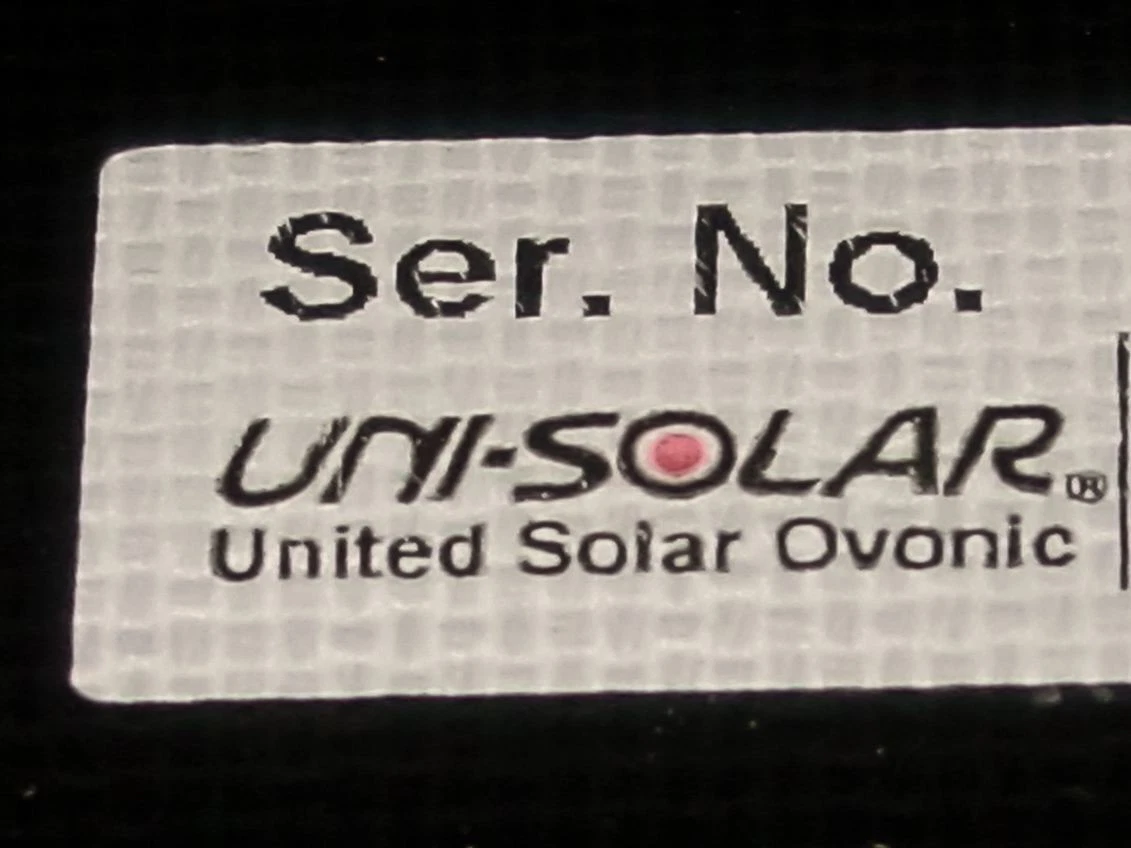 Ser. No.
UNI-SOLAR®
United Solar Ovonic